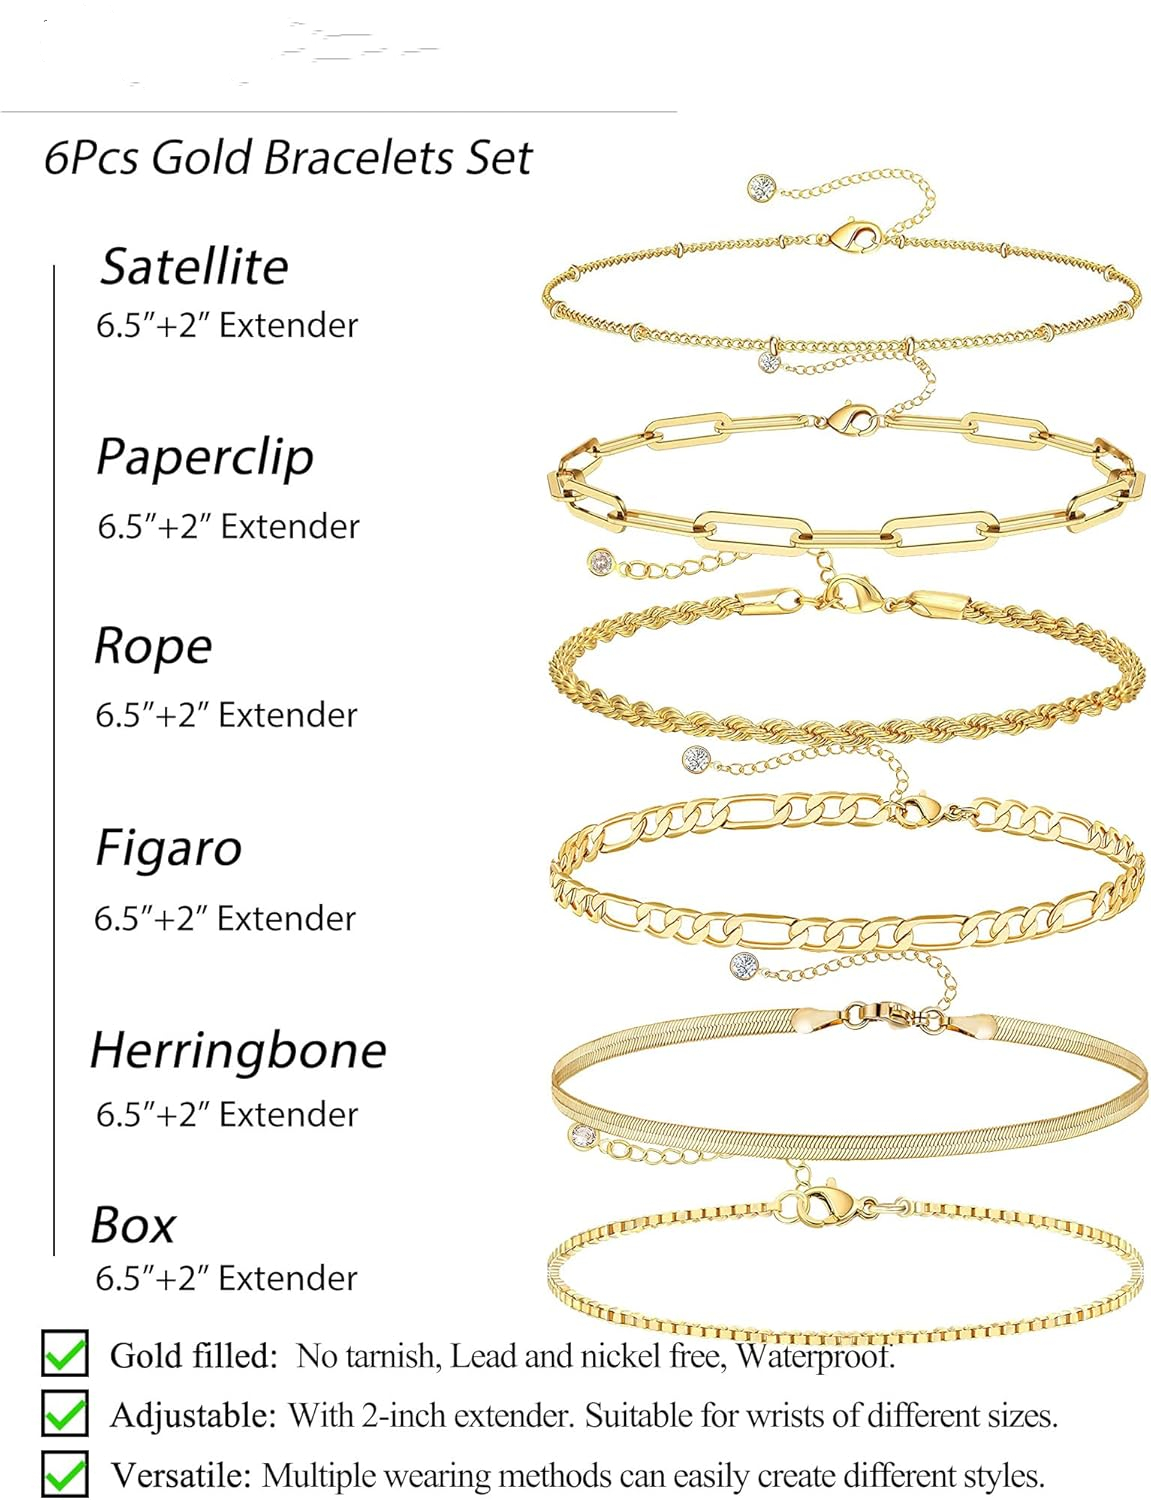 6Pcs Gold Bracelets Set
Satellite
6.5”+2” Extender
Paperclip
6.5”+2” Extender
Rope
6.5”+2” Extender
Figaro
6.5”+2” Extender
Herringbone
6.5”+2” Extender
Box
6.5”+2” Extender
Gold filled: No tarnish, Lead and nickel free, Waterproof.
Adjustable: With 2-inch extender. Suitable for wrists of different sizes.
Versatile: Multiple wearing methods can easily create different styles.